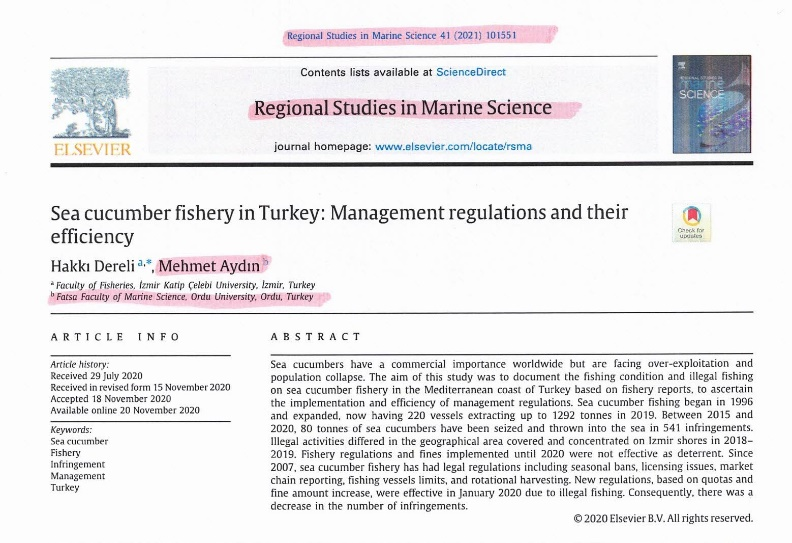 Regional Studies in Marine Science 41 (2021) 101551
Contents lists available at ScienceDirect
Regional Studies in Marine Science
journal homepage: www.elsevier.com/locate/rsma
ELSEVIER
REGIONAL STUDIES IN
SCIENCE
Sea cucumber fishery in Turkey: Management regulations and their
efficiency
Check for
updates
Hakkı Dereli a,*, Mehmet Aydın b
a Faculty of Fisheries, İzmir Katip Çelebi University, İzmir, Turkey
b Fatsa Faculty of Marine Science, Ordu University, Ordu, Turkey
ARTICLE INFO
Article history:
Received 29 July 2020
Received in revised form 15 November 2020
Accepted 18 November 2020
Available online 20 November 2020
Keywords:
Sea cucumber
Fishery
Infringement
Management
Turkey
ABSTRACT
Sea cucumbers have a commercial importance worldwide but are facing over-exploitation and
population collapse. The aim of this study was to document the fishing condition and illegal fishing
on sea cucumber fishery in the Mediterranean coast of Turkey based on fishery reports, to ascertain
the implementation and efficiency of management regulations. Sea cucumber fishing began in 1996
and expanded, now having 220 vessels extracting up to 1292 tonnes in 2019. Between 2015 and
2020, 80 tonnes of sea cucumbers have been seized and thrown into the sea in 541 infringements.
Illegal activities differed in the geographical area covered and concentrated on Izmir shores in 2018–
2019. Fishery regulations and fines implemented until 2020 were not effective as deterrent. Since
2007, sea cucumber fishery has had legal regulations including seasonal bans, licensing issues, market
chain reporting, fishing vessels limits, and rotational harvesting. New regulations, based on quotas and
fine amount increase, were effective in January 2020 due to illegal fishing. Consequently, there was a
decrease in the number of infringements.
© 2020 Elsevier B.V. All rights reserved.